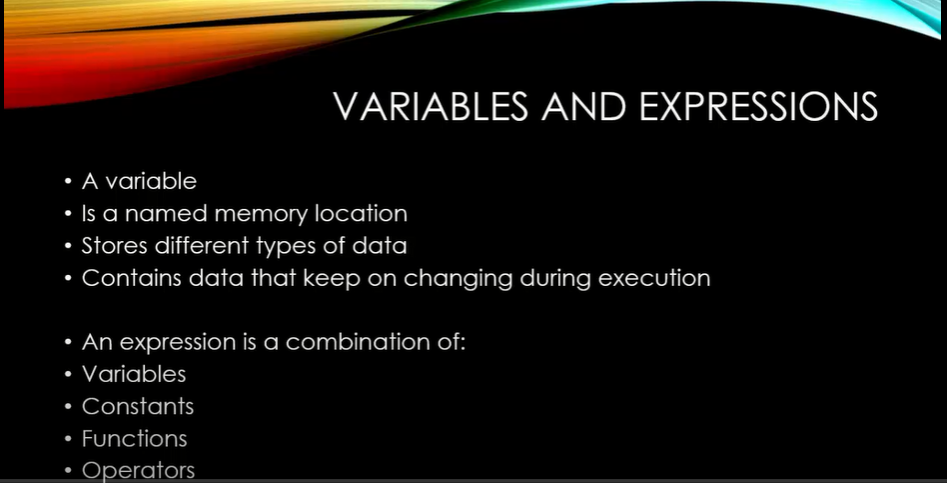 VARIABLES AND EXPRESSIONS
• A variable
• Is a named memory location
• Stores different types of data
• Contains data that keep on changing during execution
• An expression is a combination of:
• Variables
• Constants
• Functions
• Operators